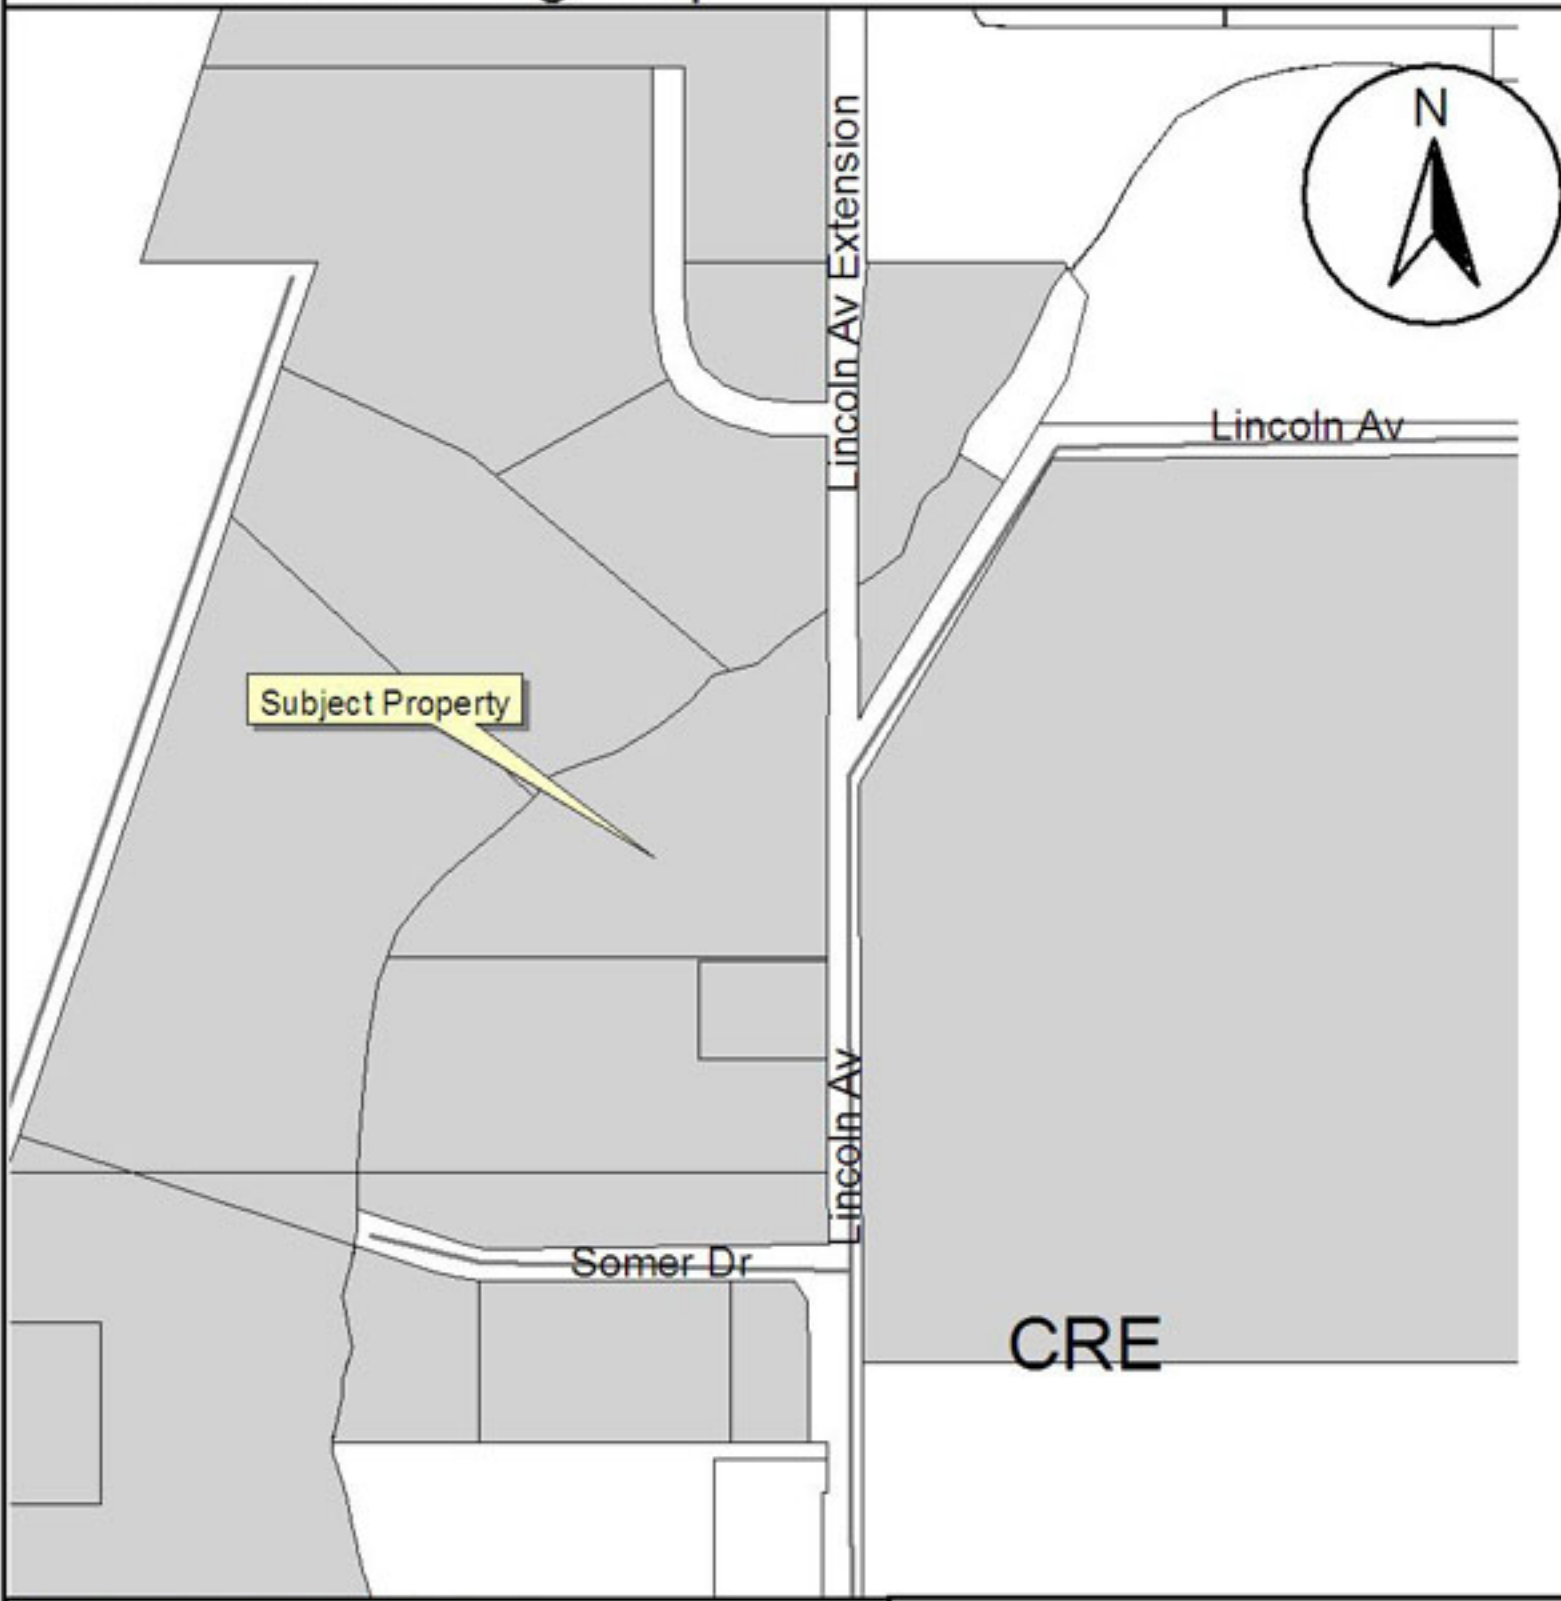 N
Lincoln Av Extension
Lincoln Av
Subject Property
Lincoln Av
Somer Dr
CRE